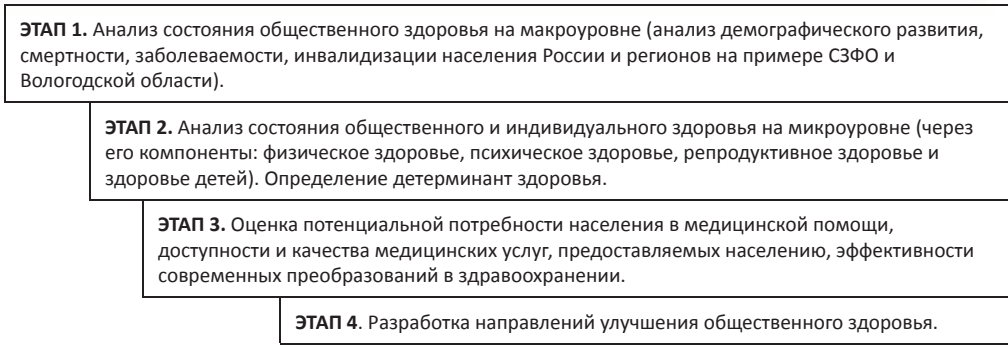 ЭТАП 1. Анализ состояния общественного здоровья на макроуровне (анализ демографического развития,
смертности, заболеваемости, инвалидизации населения России и регионов на примере СЗФО и
Вологодской области).
ЭТАП 2. Анализ состояния общественного и индивидуального здоровья на микроуровне (через
его компоненты: физическое здоровье, психическое здоровье, репродуктивное здоровье и
здоровье детей). Определение детерминант здоровья.
ЭТАП 3. Оценка потенциальной потребности населения в медицинской помощи,
доступности и качества медицинских услуг, предоставляемых населению, эффективности
современных преобразований в здравоохранении.
ЭТАП 4. Разработка направлений улучшения общественного здоровья.